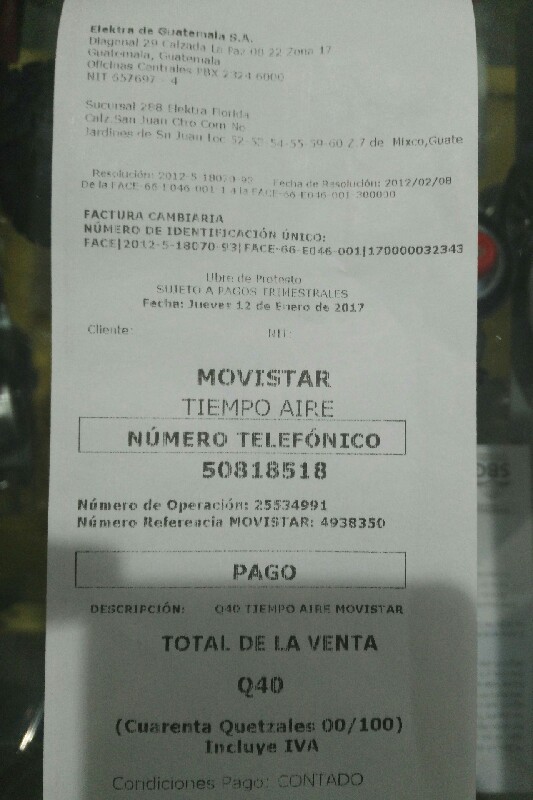 Elektra de Guatemala S.A.
Diagonal 29 Calzada La Paz 00 22 Zona 17
Guatemala, Guatemala
Oficinas Centrales PBX 2324 6000
NIT 657697 - 4
Sucursal 288 Elektra Florida
Calz San Juan Cho Com No
Jardines de Sn Juan Loc 52-53-54-55-59-60 Z 7 de Mixco,Guate
Resolución: 2012-5-18070-93 Fecha de Resolución: 2012/02/08
De la FACE-66-E046-001-1 a la FACE-66-E046-001-300000
FACTURA CAMBIARIA
NÚMERO DE IDENTIFICACIÓN ÚNICO:
FACE|2012-5-18070-93|FACE-66-E046-001|170000032343
Libre de Protesto
SUJETO A PAGOS TRIMESTRALES
Fecha: Juever 12 de Enero de 2017
Cliente: NIT:
MOVISTAR
TIEMPO AIRE
NÚMERO TELEFÓNICO
50818518
Número de Operación: 25534991
Número Referencia MOVISTAR: 4938350
PAGO
DESCRIPCIÓN: Q40 TIEMPO AIRE MOVISTAR
TOTAL DE LA VENTA
Q40
(Cuarenta Quetzales 00/100)
Incluye IVA
Condiciones Pago: CONTADO